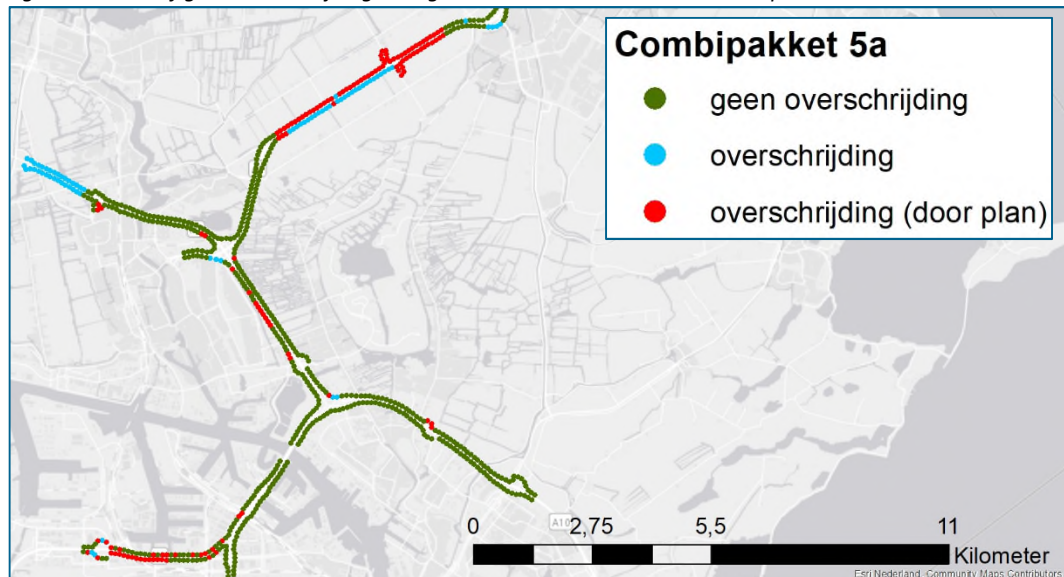 Combipakket 5a
geen overschrijding
overschrijding
overschrijding (door plan)
A10
0 2,75 5,5 11
Kilometer
Esri Nederland, Community Maps Contributors